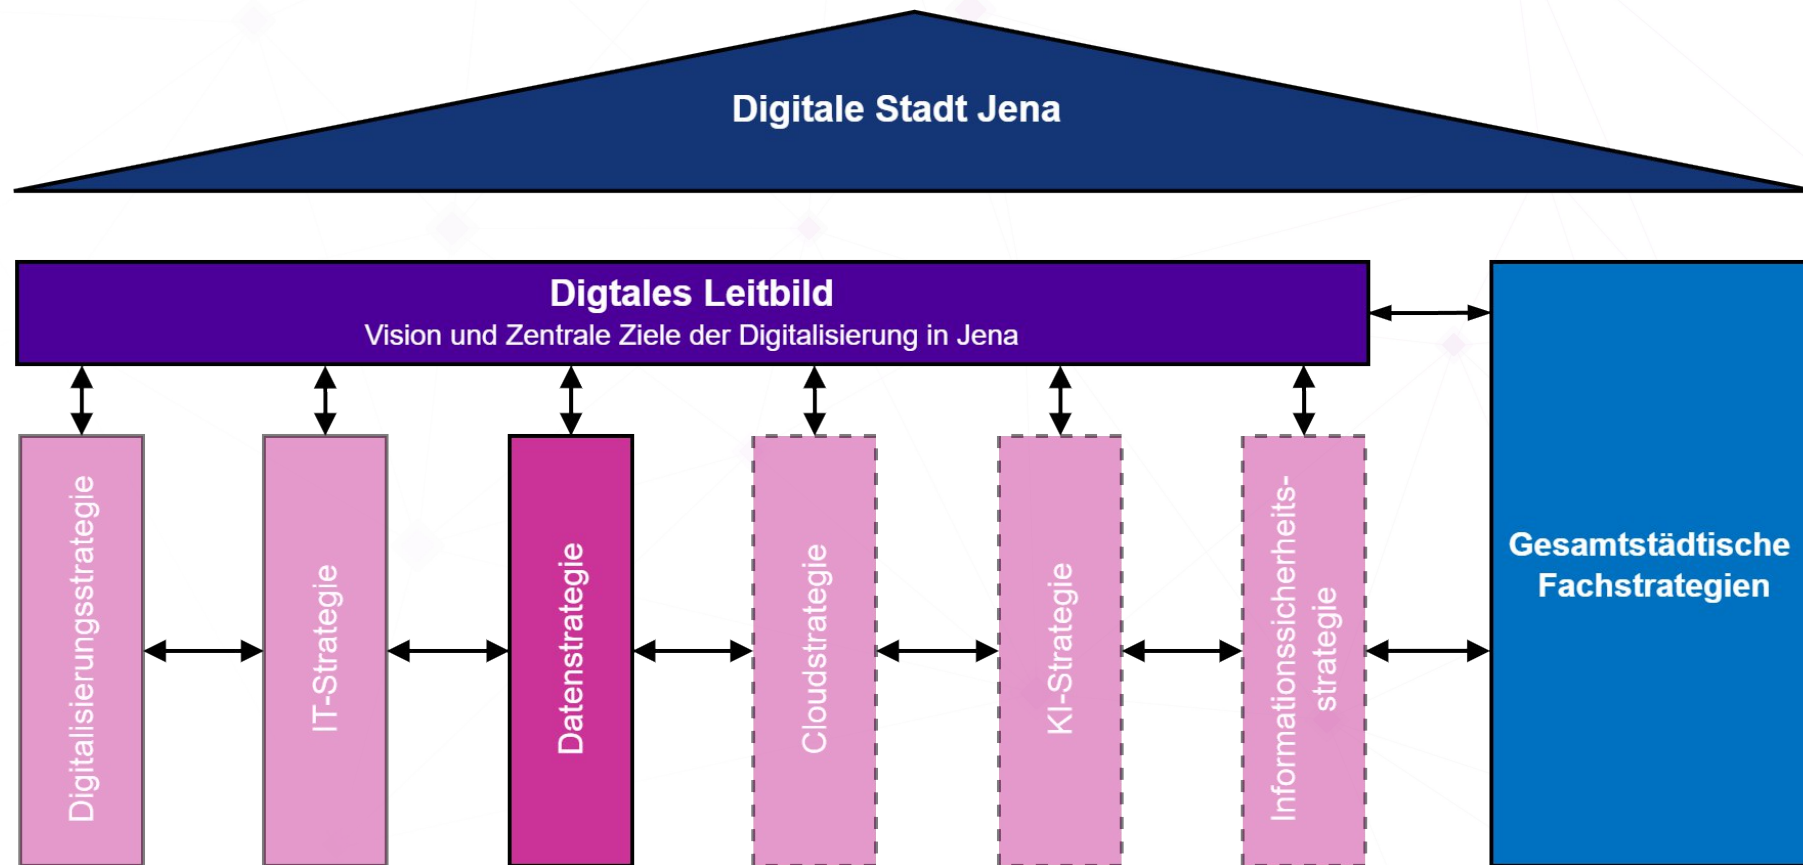 Digitale Stadt Jena
Digtales Leitbild
Vision und Zentrale Ziele der Digitalisierung in Jena
Digitalisierungsstrategie
IT-Strategie
Datenstrategie
Cloudstrategie
KI-Strategie
Informationssicherheits-
strategie
Gesamtstädtische
Fachstrategien